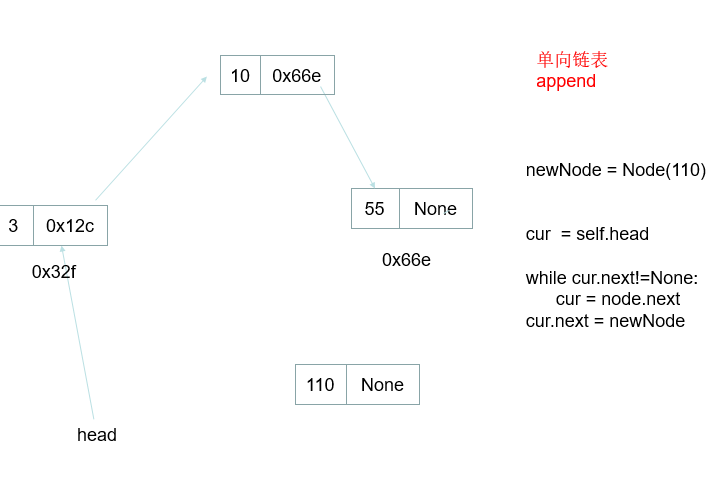 单向链表
append
10 0x66e
newNode = Node(110)
55 None
3 0x12c
cur  = self.head
0x66e
0x32f
while cur.next!=None:
cur = node.next
cur.next = newNode
110 None
head